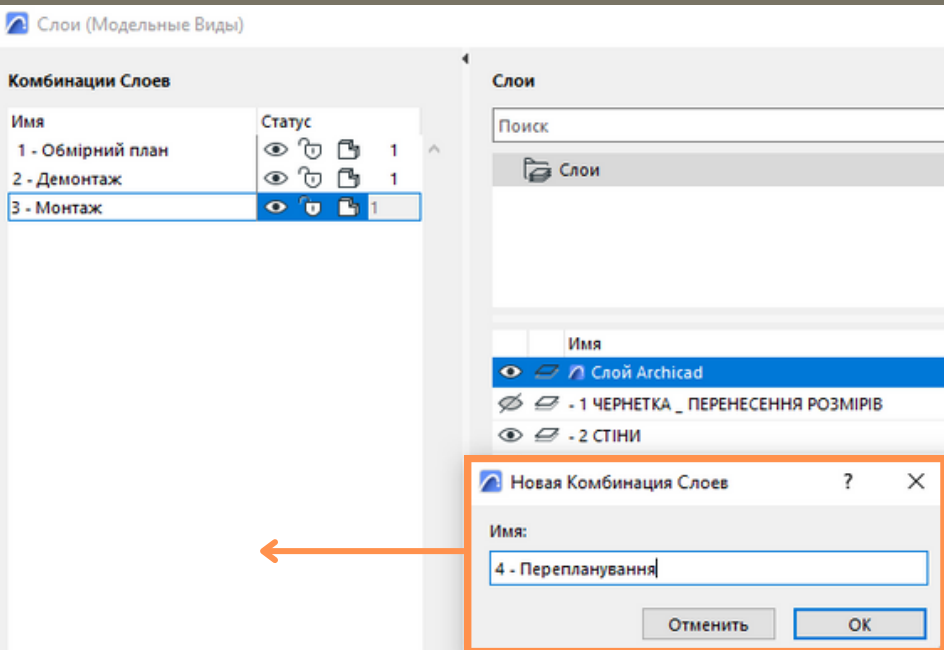 Слои (Модельные Виды)
Комбинации Слоев
Имя Статус
1 - Обмірний план 1
2 - Демонтаж 1
3 - Монтаж 1
Слои
Поиск
Слои
Имя
Слой Archicad
- 1 ЧЕРНЕТКА _ ПЕРЕНЕСЕННЯ РОЗМІРІВ
- 2 СТІНИ
Новая Комбинация Слоев ?
Имя:
4 - Перепланування
Отменить OK